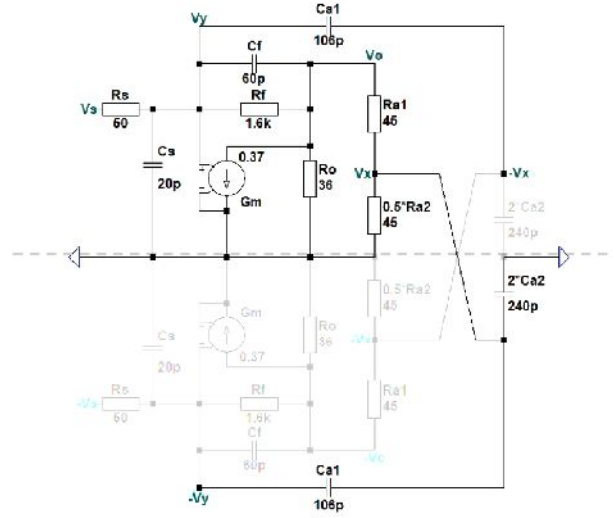 Ca1
Vy
106p
Cf
Vo
60p
Rs
Rf
Vs
Ra1
60
1.6k
45
Cs
0.37
Ro
Vx
-Vx
20p
36
Gm
0.5*Ra2
2*Ca2
45
240p
2*Ca2
0.5*Ra2
240p
Gm
45
Cs
Ro
-Vx
20p
0.37
36
Rs
Rf
Ra1
-Vs
60
1.6k
45
Cf
-Vo
60p
Ca1
-Vy
106p